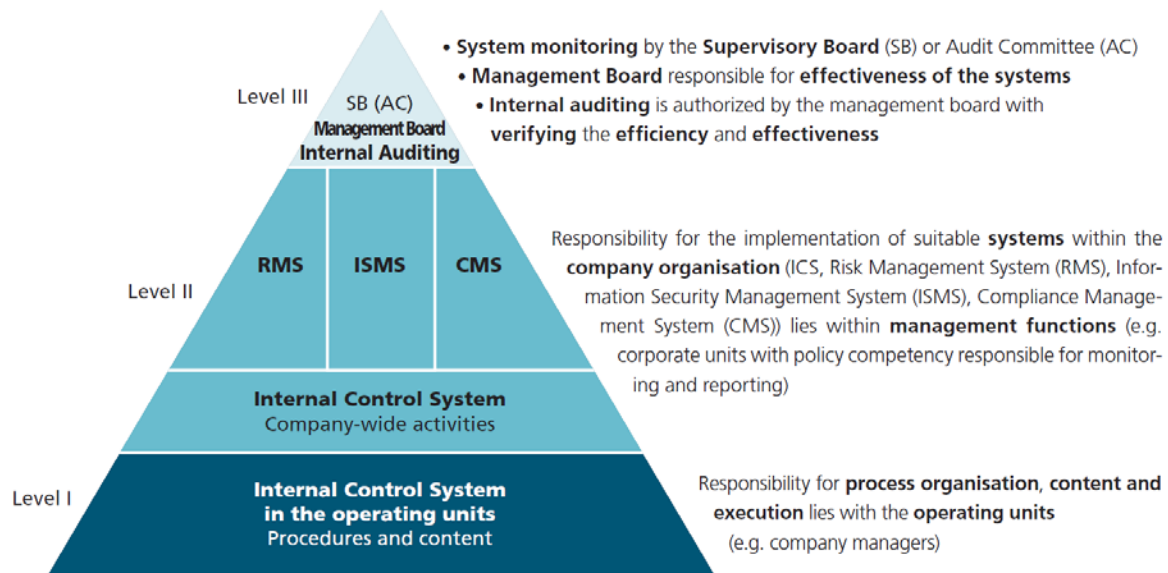 • System monitoring by the Supervisory Board (SB) or Audit Committee (AC)
• Management Board responsible for effectiveness of the systems
• Internal auditing is authorized by the management board with
verifying the efficiency and effectiveness
Level III
SB (AC)
Management Board
Internal Auditing
RMS
ISMS
CMS
Level II
Responsibility for the implementation of suitable systems within the
company organisation (ICS, Risk Management System (RMS), Infor-
mation Security Management System (ISMS), Compliance Manage-
ment System (CMS)) lies within management functions (e.g.
corporate units with policy competency responsible for monitor-
ing and reporting)
Internal Control System
Company-wide activities
Level I
Internal Control System
in the operating units
Procedures and content
Responsibility for process organisation, content and
execution lies with the operating units
(e.g. company managers)